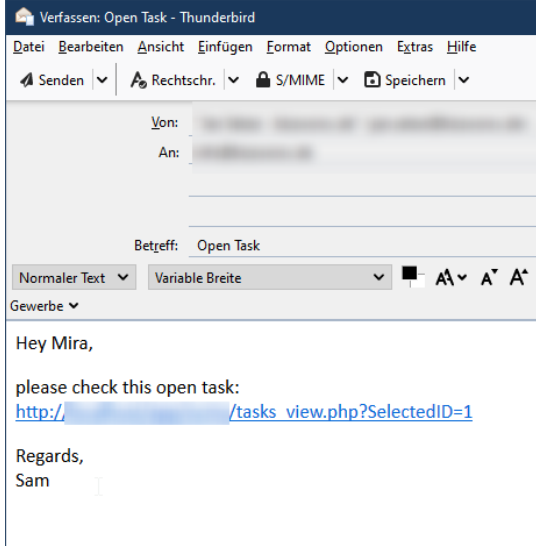 Verfassen: Open Task - Thunderbird
Datei Bearbeiten Ansicht Einfügen Format Optionen Extras Hilfe
Senden Rechtschr. S/MIME Speichern
Von:
An:
Betreff: Open Task
Normaler Text Variable Breite
Gewerbe
Hey Mira,
please check this open task:
http:/ /tasks_view.php?SelectedID=1
Regards,
Sam